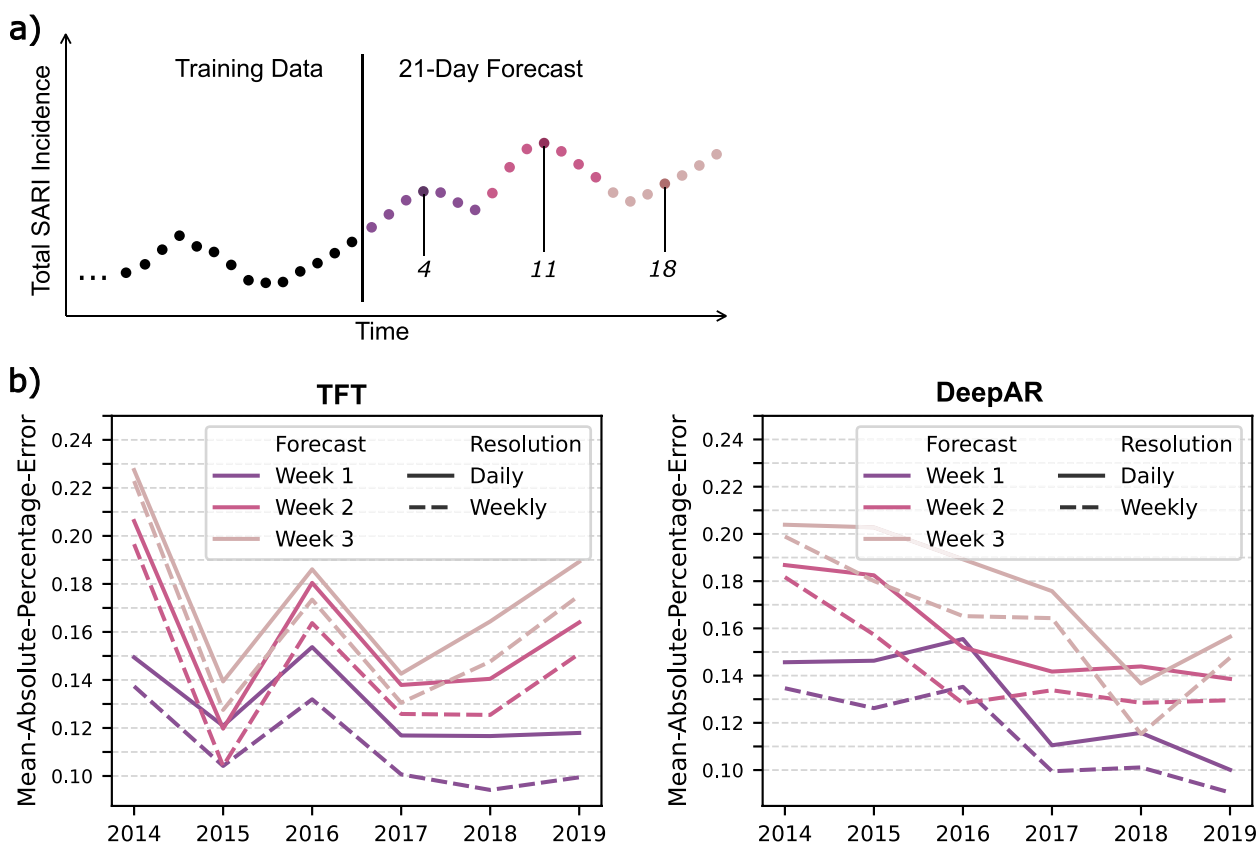 a)
Training Data 21-Day Forecast
Total SARI Incidence
...
4 11 18
Time
b)
TFT
Mean-Absolute-Percentage-Error
0.24
0.22
0.20
0.18
0.16
0.14
0.12
0.10
Forecast Resolution
Week 1 Daily
Week 2 Weekly
Week 3
2014 2015 2016 2017 2018 2019
DeepAR
Mean-Absolute-Percentage-Error
0.24
0.22
0.20
0.18
0.16
0.14
0.12
0.10
Forecast Resolution
Week 1 Daily
Week 2 Weekly
Week 3
2014 2015 2016 2017 2018 2019